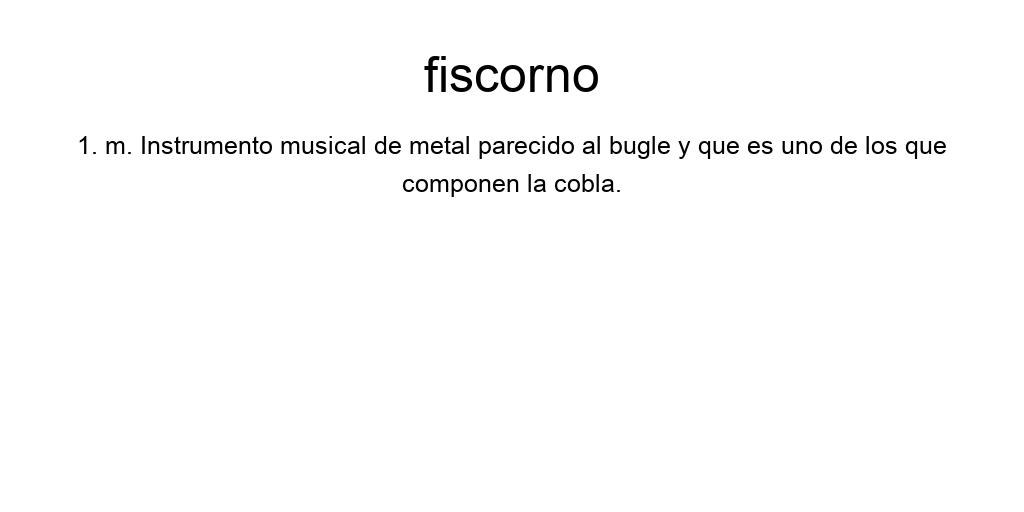 fiscorno
1. m. Instrumento musical de metal parecido al bugle y que es uno de los que
componen la cobla.